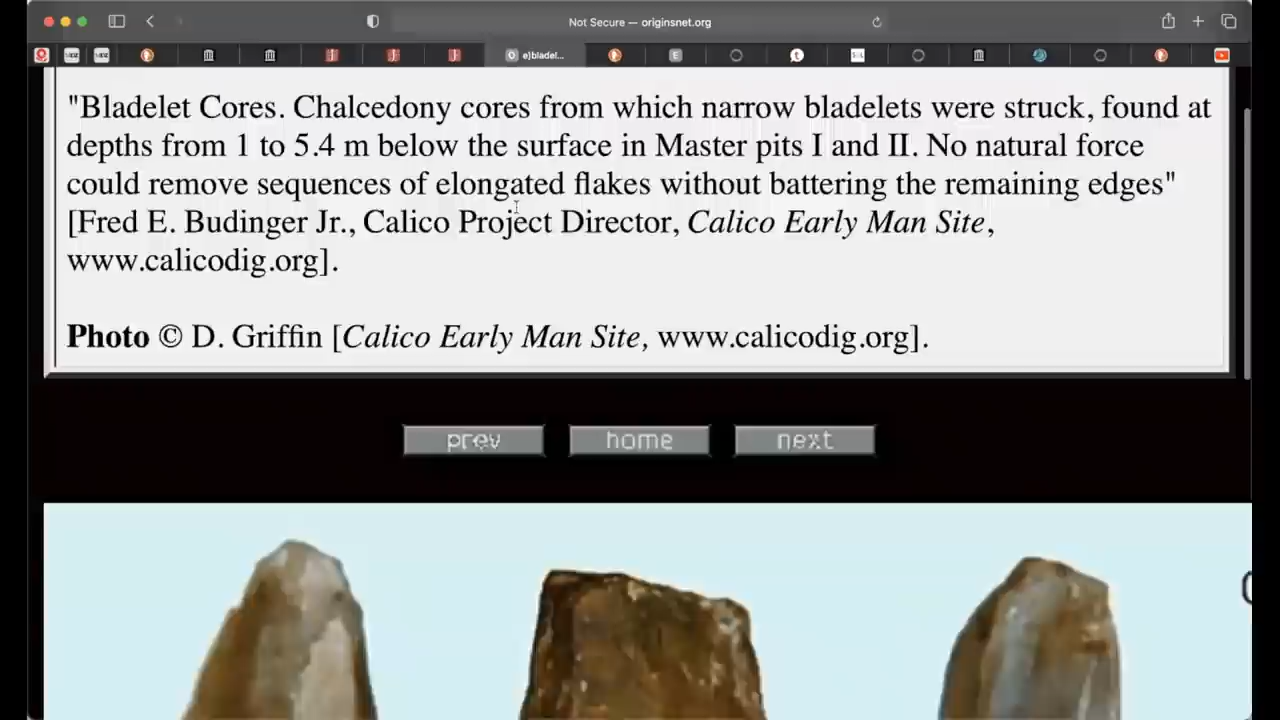 Not Secure — originsnet.org
e)bladel...
"Bladelet Cores. Chalcedony cores from which narrow bladelets were struck, found at
depths from 1 to 5.4 m below the surface in Master pits I and II. No natural force
could remove sequences of elongated flakes without battering the remaining edges"
[Fred E. Budinger Jr., Calico Project Director, Calico Early Man Site,
www.calicodig.org].
Photo © D. Griffin [Calico Early Man Site, www.calicodig.org].
prev home next